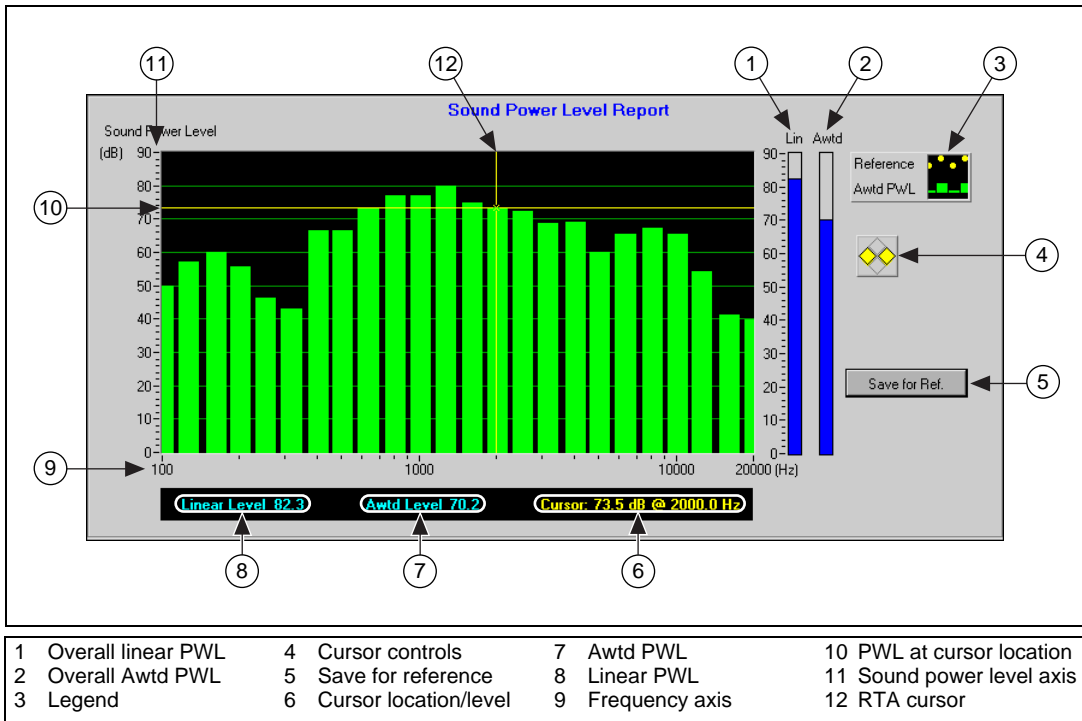 11 12 1 2 3
Sound Power Level Report
Sound Power Level
(dB)
Lin Awtd
90 90
80 80
70 70
60 60
50 50
40 40
30 30
20 20
10 10
0 0
Reference
Awtd PWL
10
4
Save for Ref.
5
9
100 1000 10000 20000 (Hz)
Linear Level 82.3 Awtd Level 70.2 Cursor: 73.5 dB @ 2000.0 Hz
8 7 6
1 Overall linear PWL 4 Cursor controls 7 Awtd PWL 10 PWL at cursor location
2 Overall Awtd PWL 5 Save for reference 8 Linear PWL 11 Sound power level axis
3 Legend 6 Cursor location/level 9 Frequency axis 12 RTA cursor